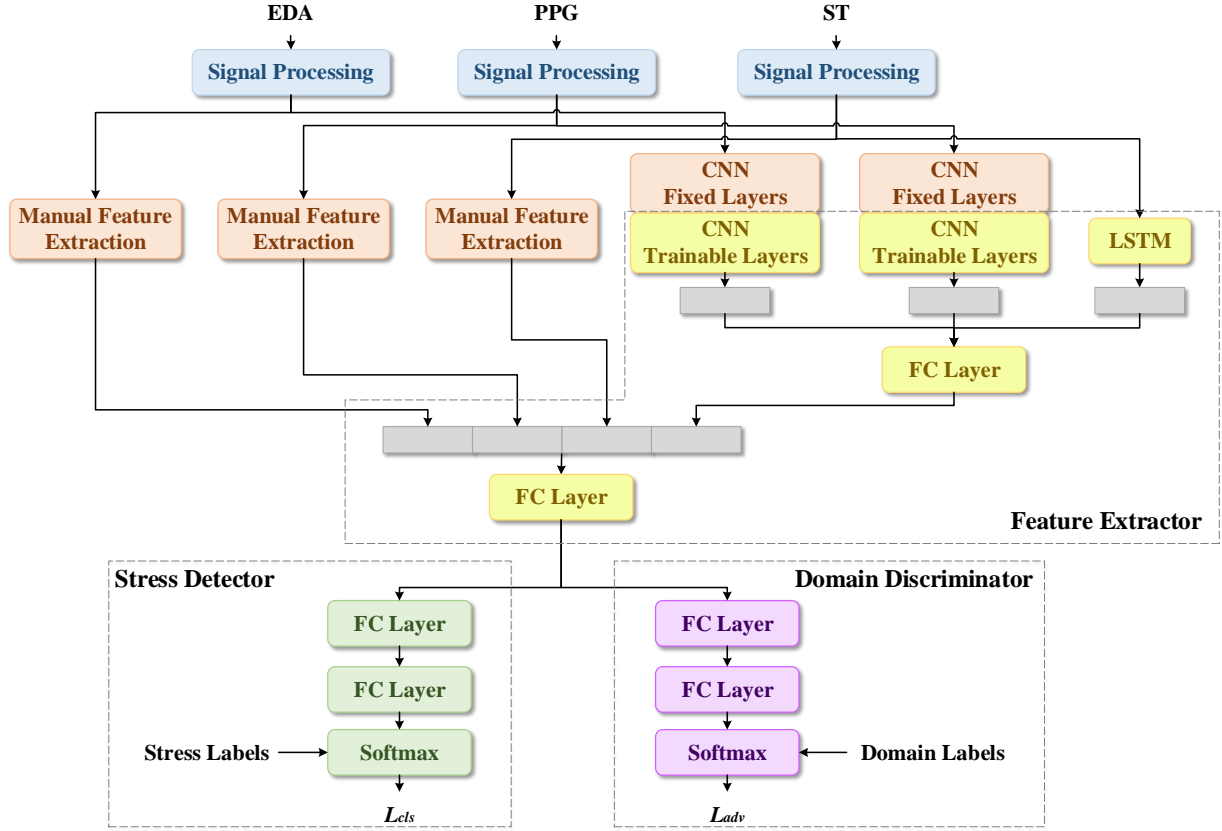 EDA
PPG
ST
Signal Processing
Signal Processing
Signal Processing
CNN
Fixed Layers
CNN
Fixed Layers
Manual Feature
Extraction
Manual Feature
Extraction
Manual Feature
Extraction
CNN
Trainable Layers
CNN
Trainable Layers
LSTM
FC Layer
FC Layer
Feature Extractor
Stress Detector
FC Layer
FC Layer
Stress Labels
Softmax
Lcls
Domain Discriminator
FC Layer
FC Layer
Softmax
Domain Labels
Ladv